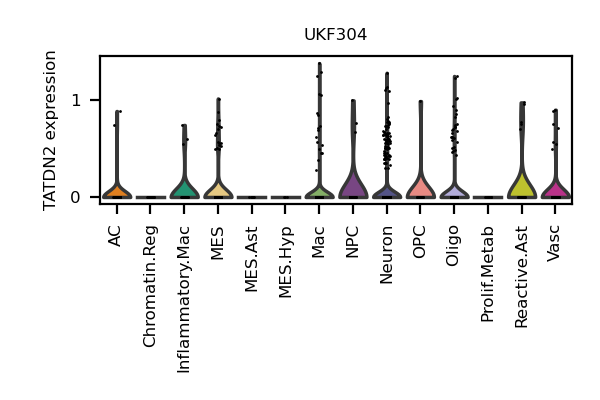 UKF304
TATDN2 expression
1
0
AC
Chromatin.Reg
Inflammatory.Mac
MES
MES.Ast
MES.Hyp
Mac
NPC
Neuron
OPC
Oligo
Prolif.Metab
Reactive.Ast
Vasc